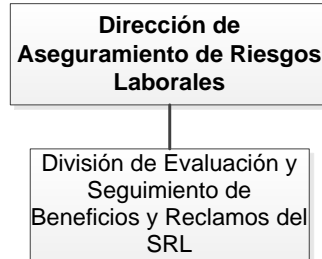 Dirección de
Aseguramiento de Riesgos
Laborales
División de Evaluación y
Seguimiento de
Beneficios y Reclamos del
SRL